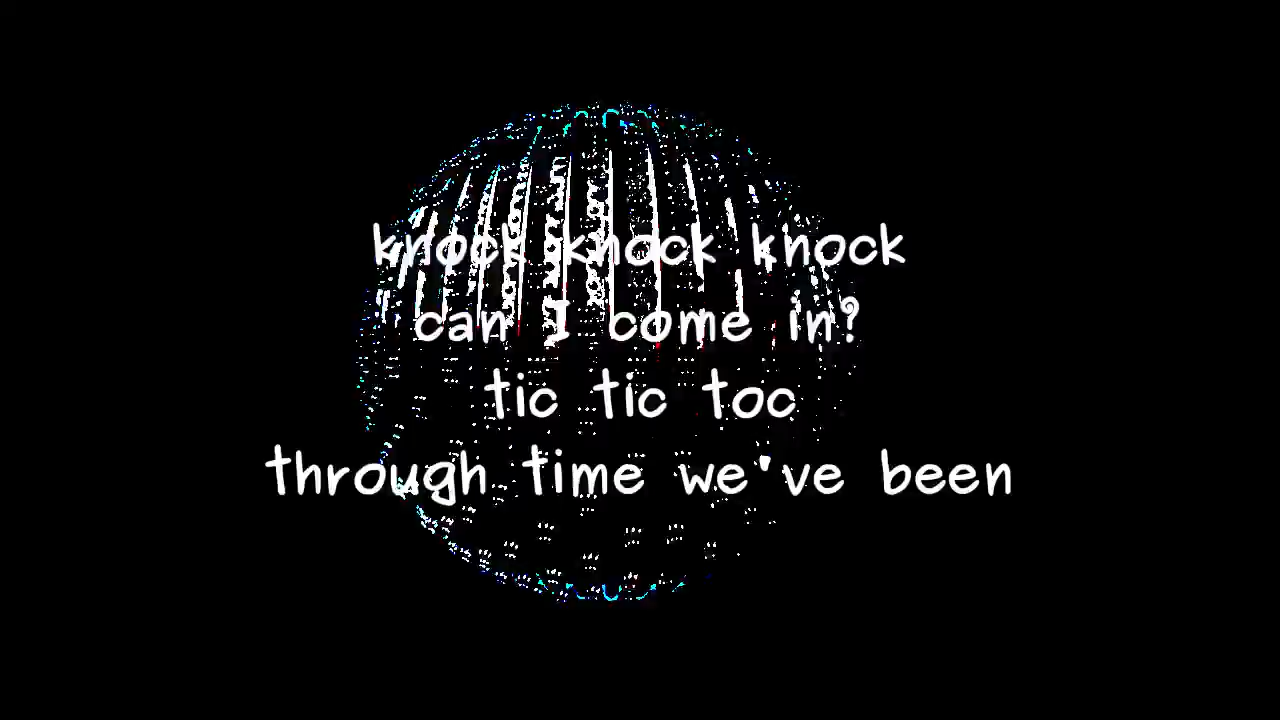 knock knock knock
can I come in?
tic tic toc
through time we've been